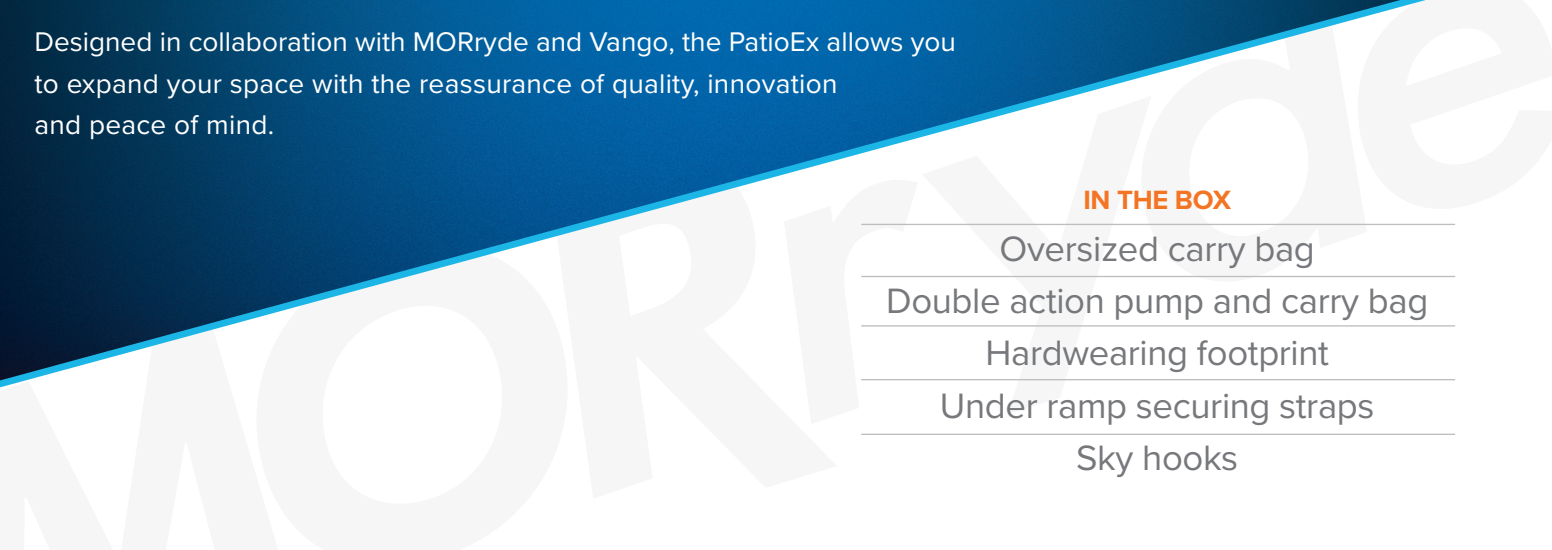 Designed in collaboration with MORryde and Vango, the PatioEx allows you
to expand your space with the reassurance of quality, innovation
and peace of mind.
MORryde
IN THE BOX
Oversized carry bag
Double action pump and carry bag
Hardwearing footprint
Under ramp securing straps
Sky hooks